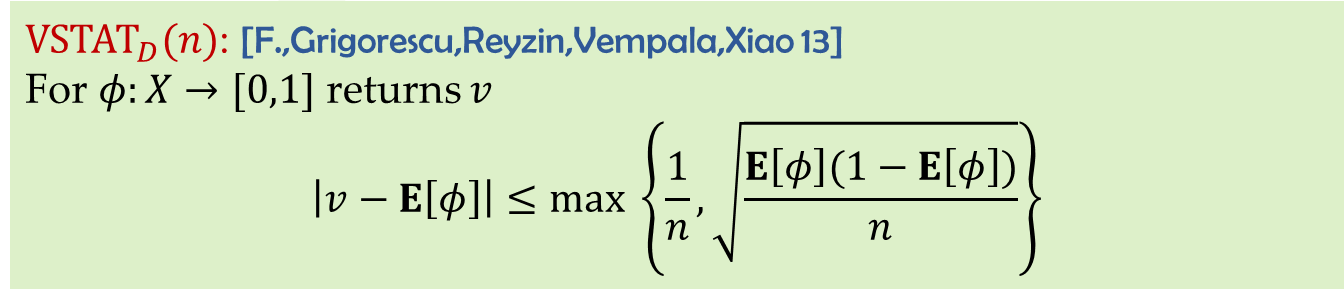 VSTAT_D(n): [F.,Grigorescu,Reyzin,Vempala,Xiao 13]
For ϕ: X → [0,1] returns v
|v − E[ϕ]| ≤ max {1/n, √(E[ϕ](1 − E[ϕ])/n)}